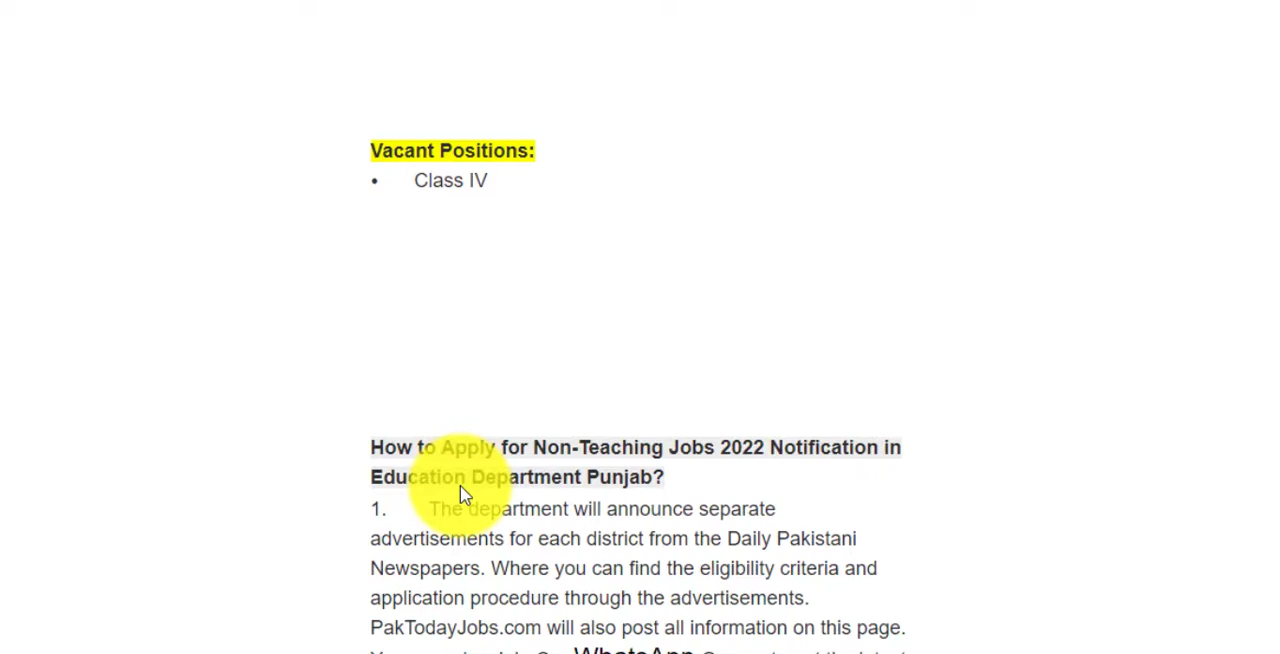 Vacant Positions:
• Class IV
How to Apply for Non-Teaching Jobs 2022 Notification in
Education Department Punjab?
1. The department will announce separate
advertisements for each district from the Daily Pakistani
Newspapers. Where you can find the eligibility criteria and
application procedure through the advertisements.
PakTodayJobs.com will also post all information on this page.
WhatsApp